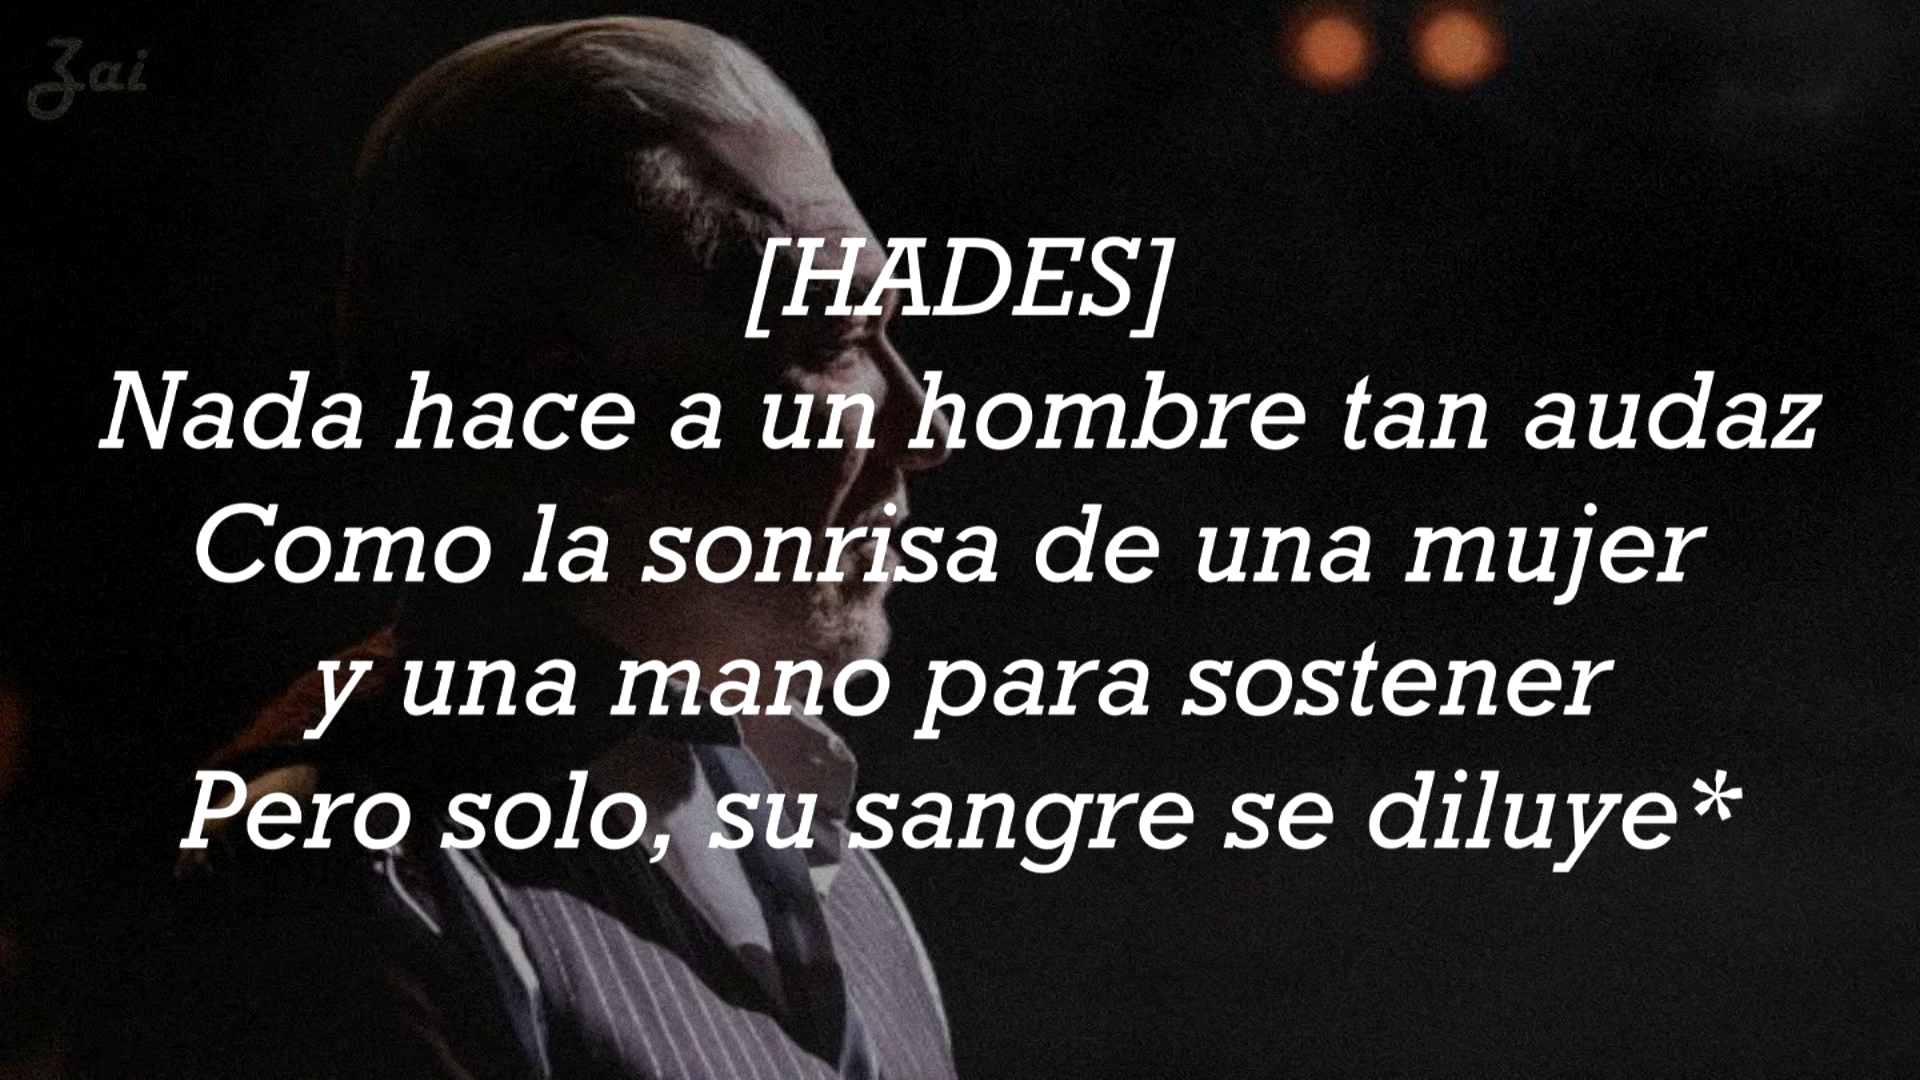 Zai
[HADES]
Nada hace a un hombre tan audaz
Como la sonrisa de una mujer
y una mano para sostener
Pero solo, su sangre se diluye*